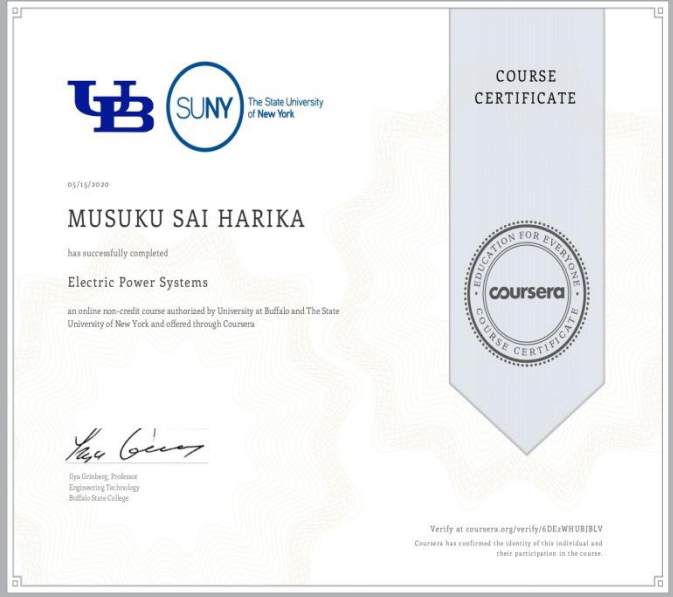 UB
SUNY
The State University
of New York
COURSE
CERTIFICATE
05/15/2020
MUSUKU SAI HARIKA
has successfully completed
Electric Power Systems
an online non-credit course authorized by University at Buffalo and The State
University of New York and offered through Coursera
EDUCATION FOR EVERYONE
coursera
COURSE CERTIFICATE
Ilya Grinberg, Professor
Engineering Technology
Buffalo State College
Verify at coursera.org/verify/6DE2WHUBJBLV
Coursera has confirmed the identity of this individual and
their participation in the course.